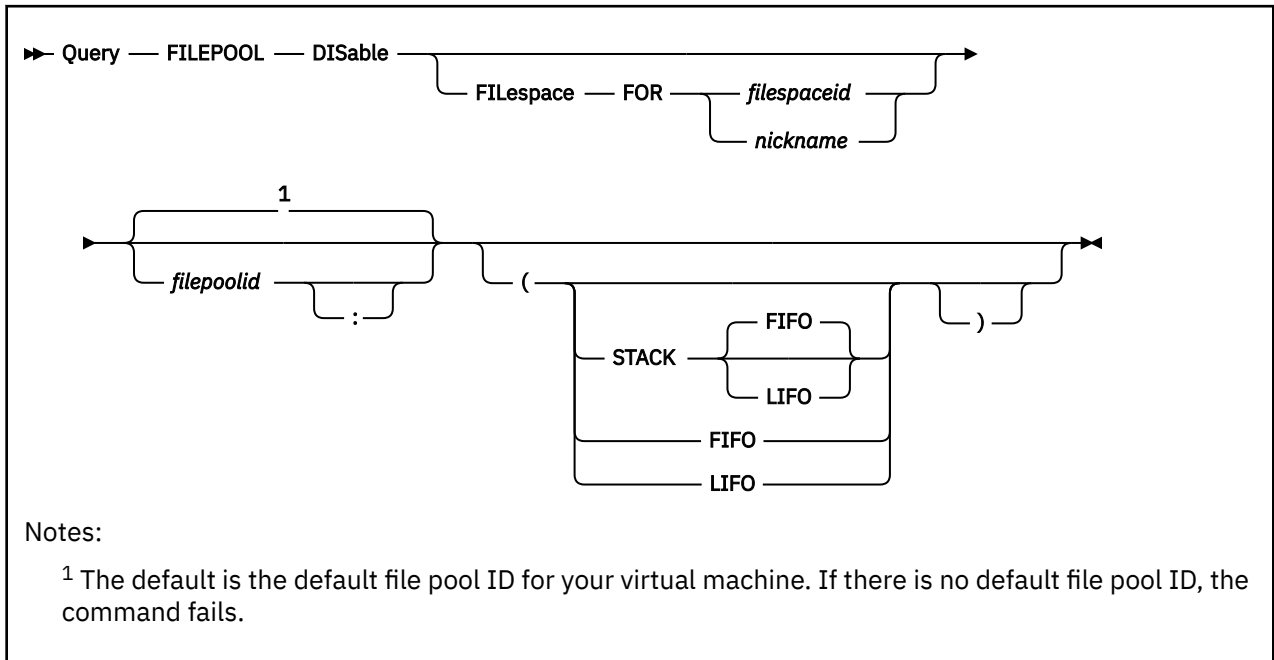 Query FILEPOOL DISable
FILespace FOR filespaceid
nickname
1
filepoolid
:
(
STACK
FIFO
LIFO
FIFO
LIFO
)
Notes:
1 The default is the default file pool ID for your virtual machine. If there is no default file pool ID, the
command fails.